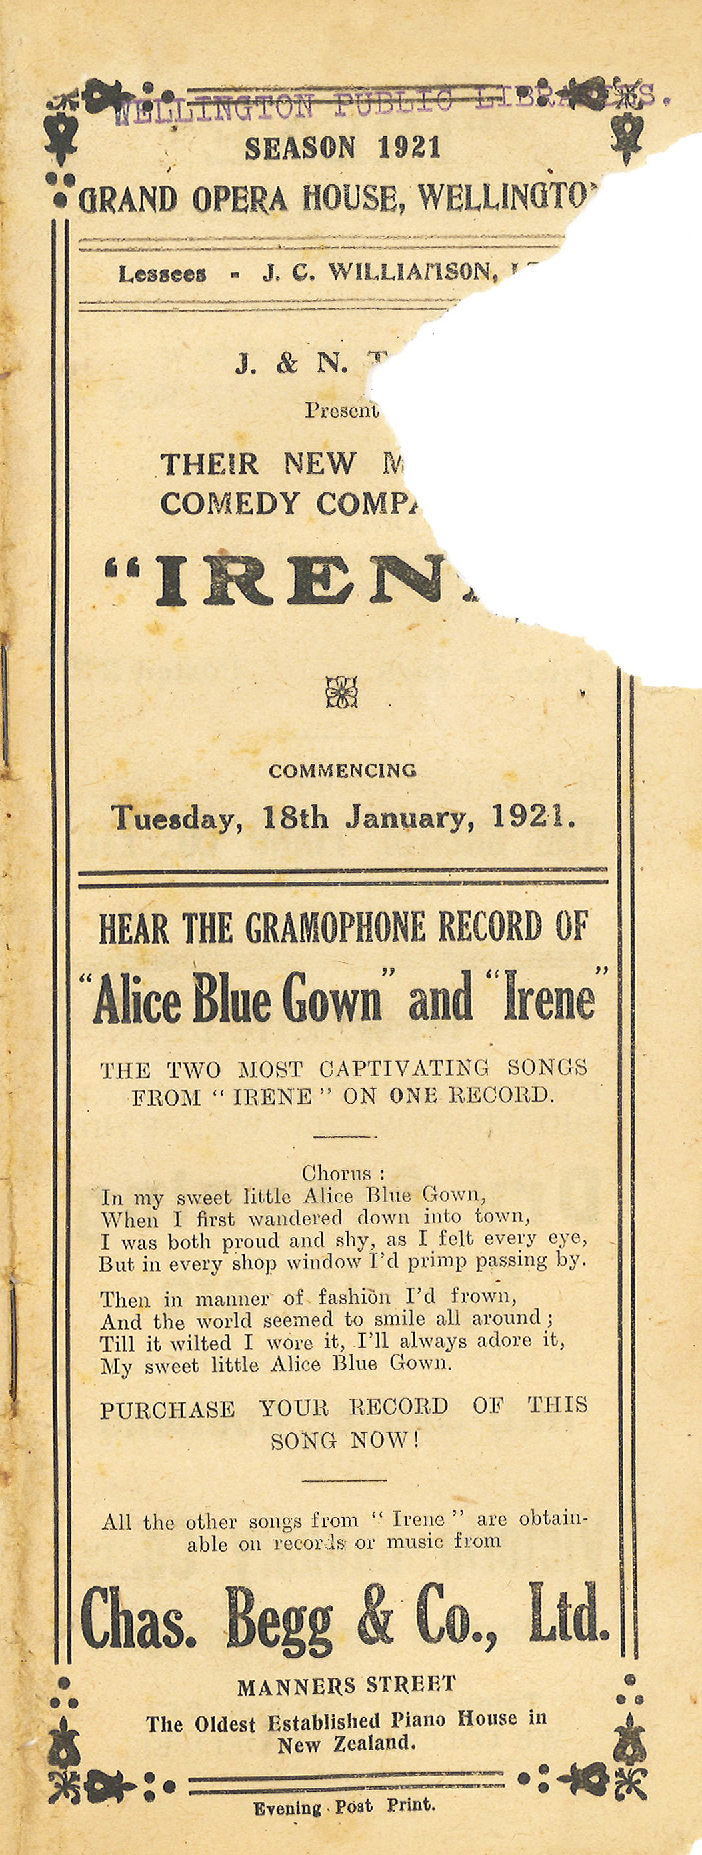 WELLINGTON PUBLIC LIBRARIES.
SEASON 1921
GRAND OPERA HOUSE, WELLINGTO
Lessees - J. C. WILLIAMSON,
J. & N.
Present
THEIR NEW
COMEDY
"IREN
COMMENCING
Tuesday, 18th January, 1921.
HEAR THE GRAMOPHONE RECORD OF
"Alice Blue Gown" and "Irene"
THE TWO MOST CAPTIVATING SONGS
FROM "IRENE" ON ONE RECORD.
Chorus :
In my sweet little Alice Blue Gown,
When I first wandered down into town,
I was both proud and shy, as I felt every eye,
But in every shop window I'd primp passing by.
Then in manner of fashion I'd frown,
And the world seemed to smile all around;
Till it wilted I wore it, I'll always adore it,
My sweet little Alice Blue Gown.
PURCHASE YOUR RECORD OF THIS
SONG NOW!
All the other songs from "Irene" are obtain-
able on records or music from
Chas. Begg & Co., Ltd.
MANNERS STREET
The Oldest Established Piano House in
New Zealand.
Evening Post Print.